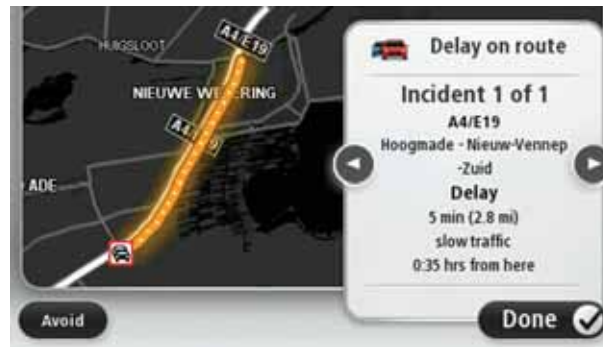 A4/E19
HUIGSLOOT
NIEUWE WETERING
ADE
Delay on route
Incident 1 of 1
A4/E19
Hoogmade - Nieuw-Vennep
-Zuid
Delay
5 min (2.8 mi)
slow traffic
0:35 hrs from here
Avoid
Done